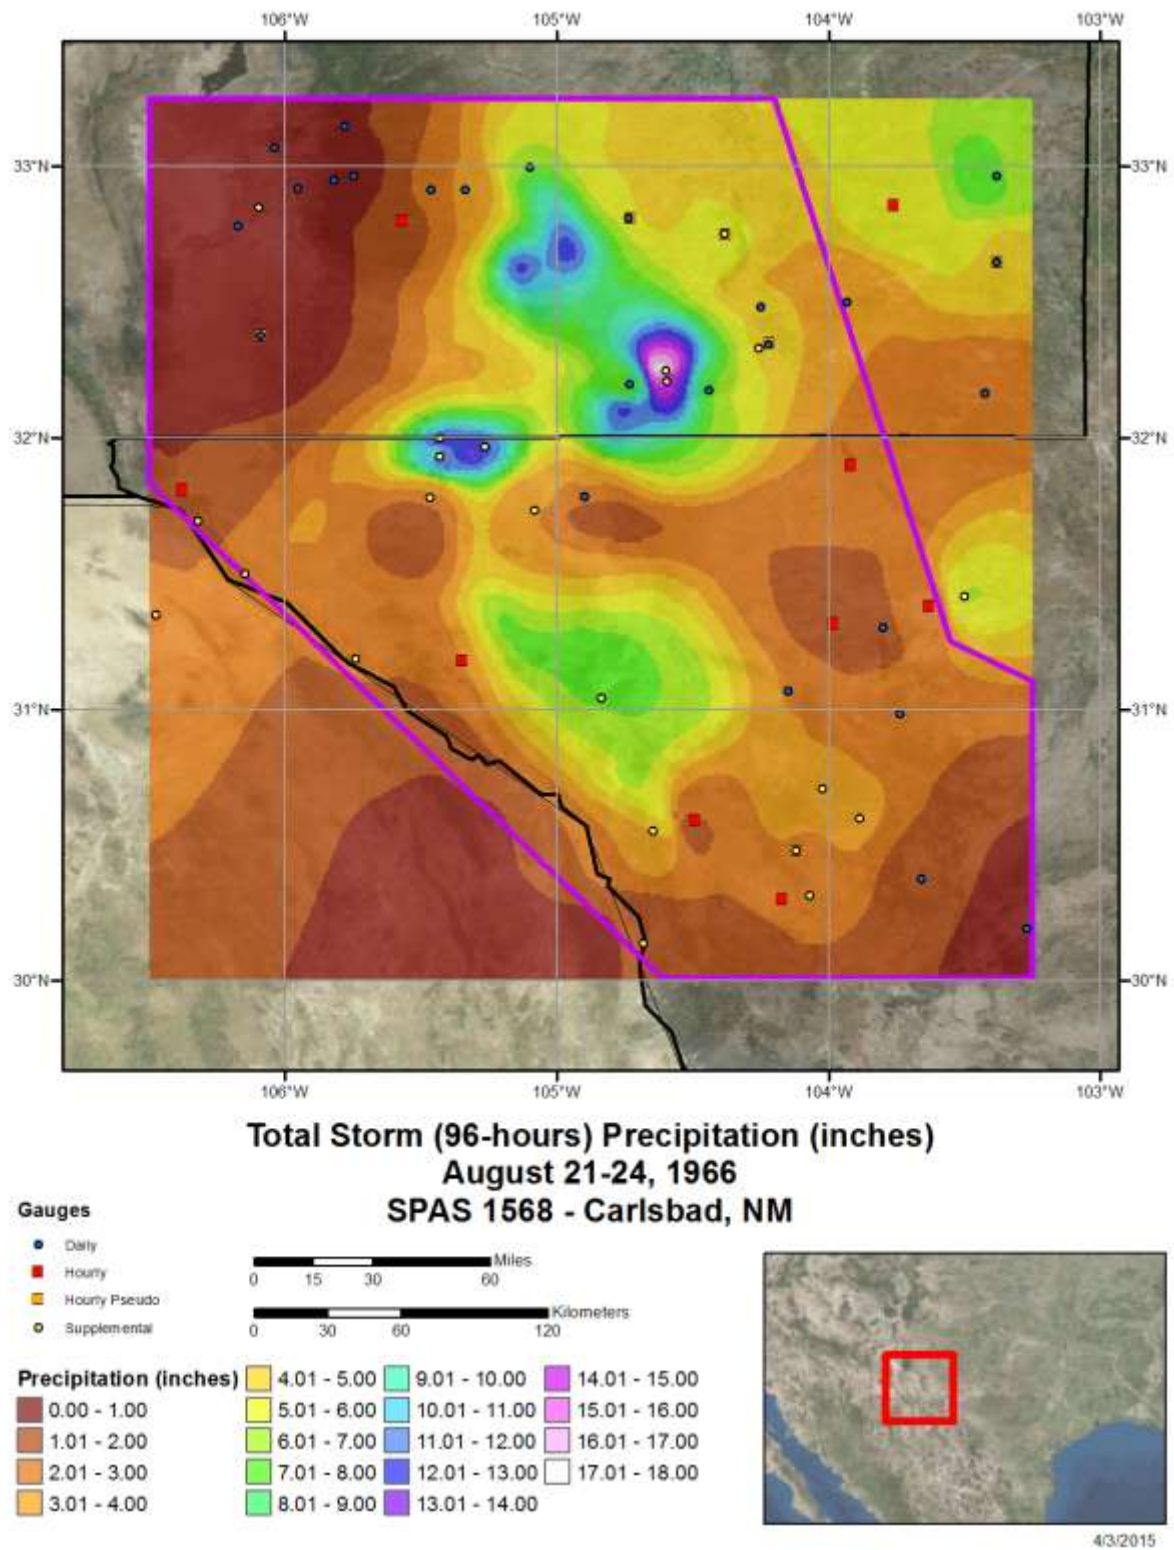 106°W 105°W 104°W 103°W
33°N 33°N
32°N 32°N
31°N 31°N
30°N 30°N
106°W 105°W 104°W 103°W
Total Storm (96-hours) Precipitation (inches)
August 21-24, 1966
SPAS 1568 - Carlsbad, NM
Gauges
Daily
Hourly
Hourly Pseudo
Supplemental
Miles
0 15 30 60
Kilometers
0 30 60 120
Precipitation (inches)
0.00 - 1.00
1.01 - 2.00
2.01 - 3.00
3.01 - 4.00
4.01 - 5.00
5.01 - 6.00
6.01 - 7.00
7.01 - 8.00
8.01 - 9.00
9.01 - 10.00
10.01 - 11.00
11.01 - 12.00
12.01 - 13.00
13.01 - 14.00
14.01 - 15.00
15.01 - 16.00
16.01 - 17.00
17.01 - 18.00
4/3/2015